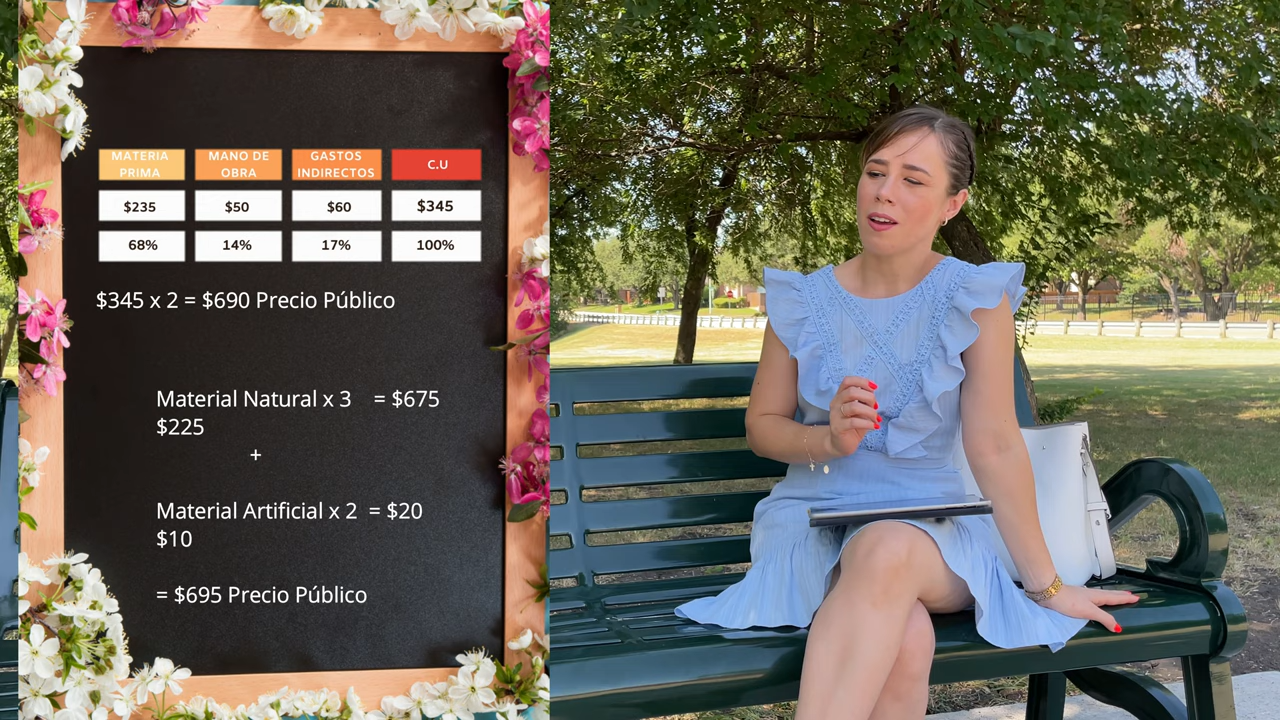 MATERIA PRIMA
MANO DE OBRA
GASTOS INDIRECTOS
C.U
$235 $50 $60 $345
68% 14% 17% 100%
$345 x 2 = $690 Precio Público
Material Natural x 3 = $675
$225
+
Material Artificial x 2 = $20
$10
= $695 Precio Público